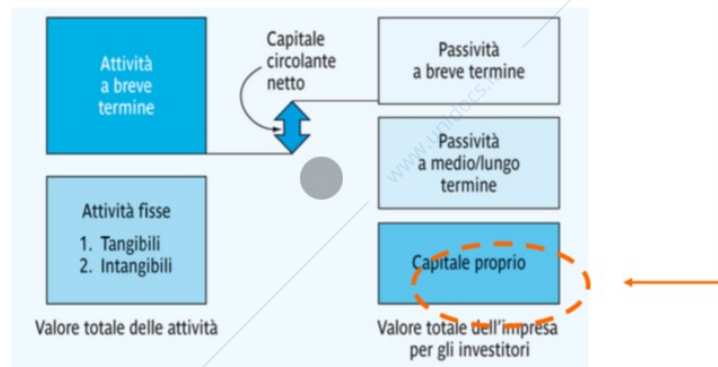 Attività
a breve
termine
Capitale
circolante
netto
Passività
a breve termine
Passività
a medio/lungo
termine
Attività fisse
1. Tangibili
2. Intangibili
Capitale proprio
Valore totale delle attività
Valore totale dell'impresa
per gli investitori